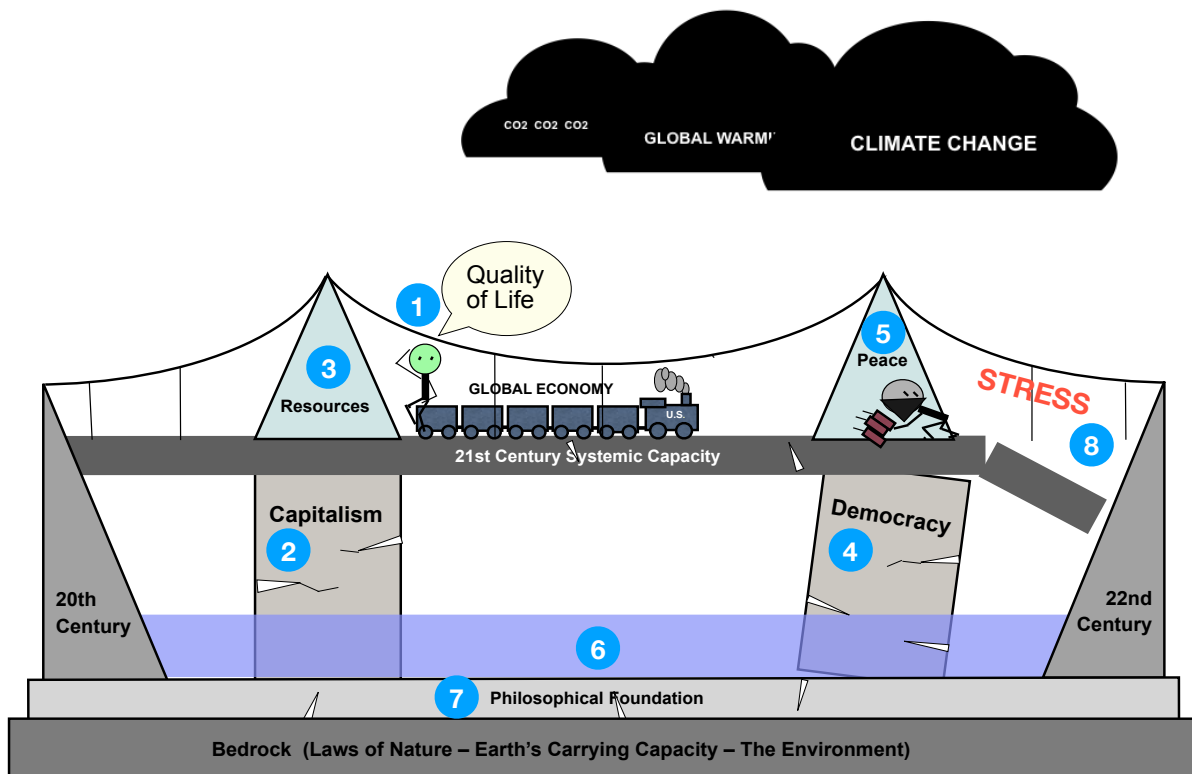 CO2 CO2 CO2
GLOBAL WARMI
CLIMATE CHANGE
1
Quality
of Life
3
Resources
GLOBAL ECONOMY
U.S.
5
Peace
STRESS
8
21st Century Systemic Capacity
Capitalism
2
Democracy
4
20th
Century
22nd
Century
6
7
Philosophical Foundation
Bedrock (Laws of Nature – Earth's Carrying Capacity – The Environment)